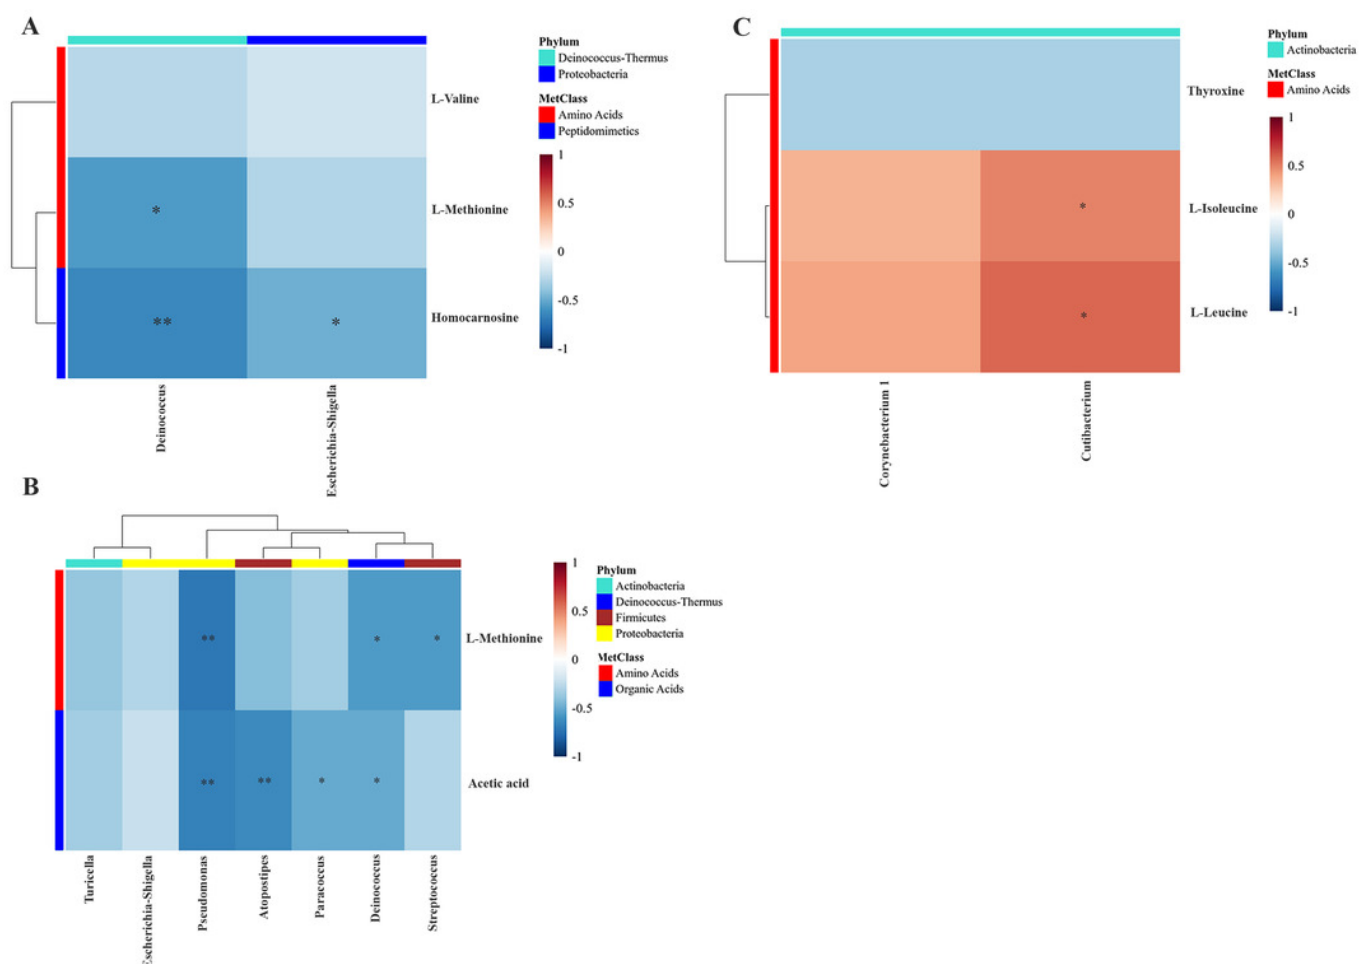 A
Phylum
Deinococcus-Thermus
Proteobacteria
MetClass
Amino Acids
Peptidomimetics
1
0.5
0
-0.5
-1
L-Valine
L-Methionine
Homocarnosine
*
**
*
Deinococcus
Escherichia-Shigella
C
Phylum
Actinobacteria
MetClass
Amino Acids
1
0.5
0
-0.5
-1
Thyroxine
L-Isoleucine
L-Leucine
*
*
Corynebacterium 1
Cutibacterium
B
1
0.5
0
-0.5
-1
Phylum
Actinobacteria
Deinococcus-Thermus
Firmicutes
Proteobacteria
MetClass
Amino Acids
Organic Acids
L-Methionine
Acetic acid
** * *
** ** * *
Turicella
Escherichia-Shigella
Pseudomonas
Atopostipes
Paracoccus
Deinococcus
Streptococcus